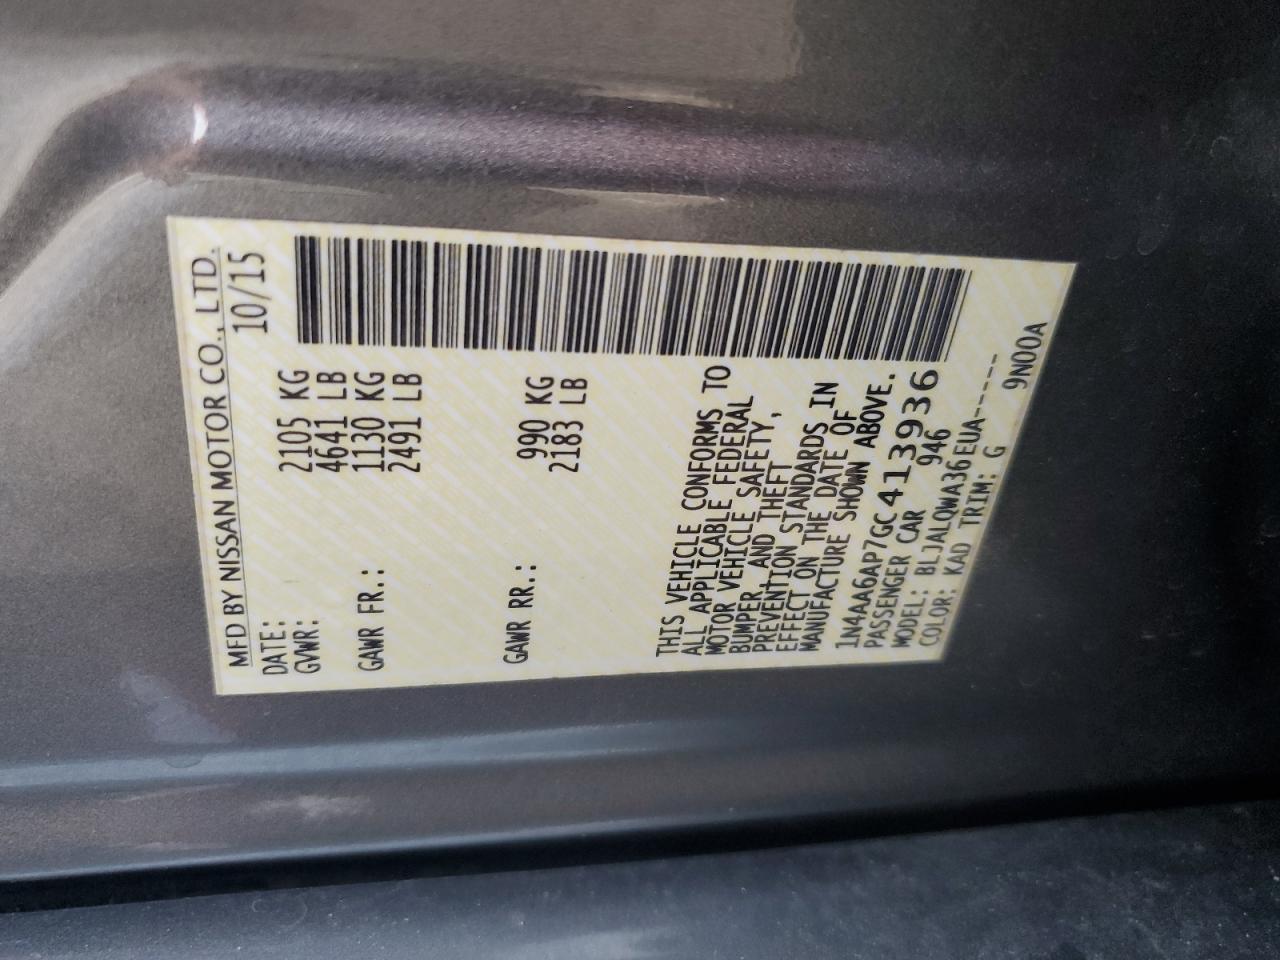 MFD BY NISSAN MOTOR CO., LTD.
DATE: 10/15
GVWR: 2105 KG
4641 LB
GAWR FR.: 1130 KG
2491 LB
GAWR RR.: 990 KG
2183 LB
THIS VEHICLE CONFORMS TO
ALL APPLICABLE FEDERAL
MOTOR VEHICLE SAFETY,
BUMPER, AND THEFT
PREVENTION STANDARDS IN
EFFECT ON THE DATE OF
MANUFACTURE SHOWN ABOVE.
1N4AA6AP7GC413936
PASSENGER CAR 946
MODEL: BLJALQWA36EUA-----
COLOR: KAD TRIM: G 9N00A